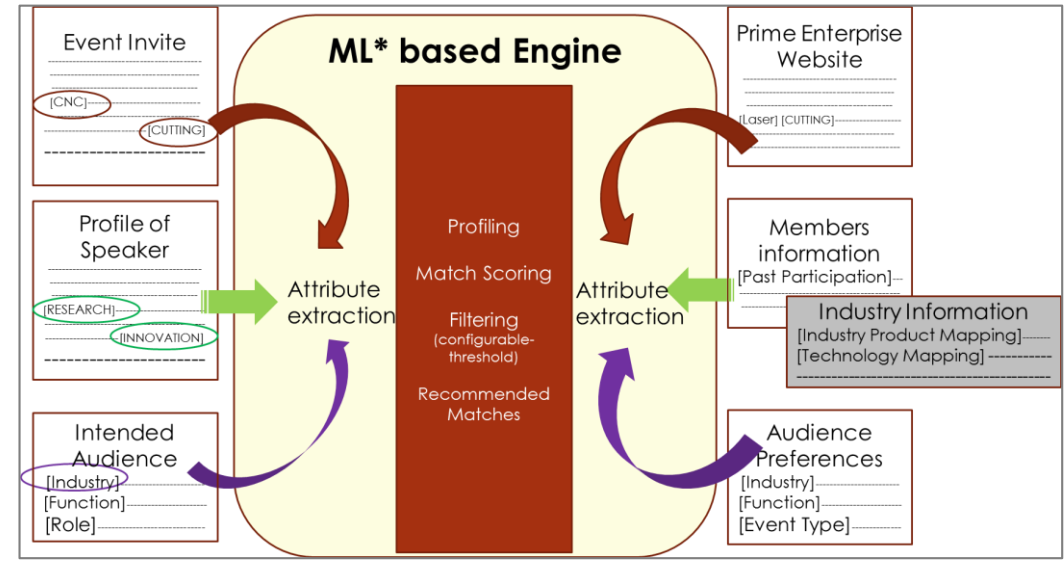 Event Invite
[CNC]
[CUTTING]
Profile of
Speaker
[RESEARCH]
[INNOVATION]
Intended
Audience
[Industry]
[Function]
[Role]
ML* based Engine
Attribute
extraction
Profiling
Match Scoring
Filtering
(configurable-
threshold)
Recommended
Matches
Attribute
extraction
Prime Enterprise
Website
[Laser] [CUTTING]
Members
information
[Past Participation]
Industry Information
[Industry Product Mapping]
[Technology Mapping]
Audience
Preferences
[Industry]
[Function]
[Event Type]